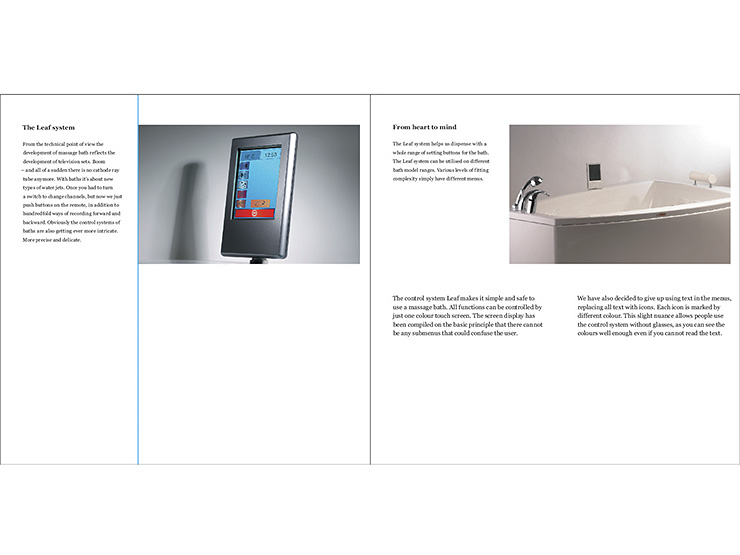 The Leaf system
From the technical point of view the
development of massage bath reflects the
development of television sets. Boom
– and all of a sudden there is no cathode ray
tube anymore. With baths it's about new
types of water jets. Once you had to turn
a switch to change channels, but now we just
push buttons on the remote, in addition to
hundredfold ways of recording forward and
backward. Obviously the control systems of
baths are also getting ever more intricate.
More precise and delicate.
12:53
From heart to mind
The Leaf system helps us dispense with a
whole range of setting buttons for the bath.
The Leaf system can be utilised on different
bath model ranges. Various levels of fitting
complexity simply have different menus.
The control system Leaf makes it simple and safe to
use a massage bath. All functions can be controlled by
just one colour touch screen. The screen display has
been compiled on the basic principle that there cannot
be any submenus that could confuse the user.
We have also decided to give up using text in the menus,
replacing all text with icons. Each icon is marked by
different colour. This slight nuance allows people use
the control system without glasses, as you can see the
colours well enough even if you cannot read the text.